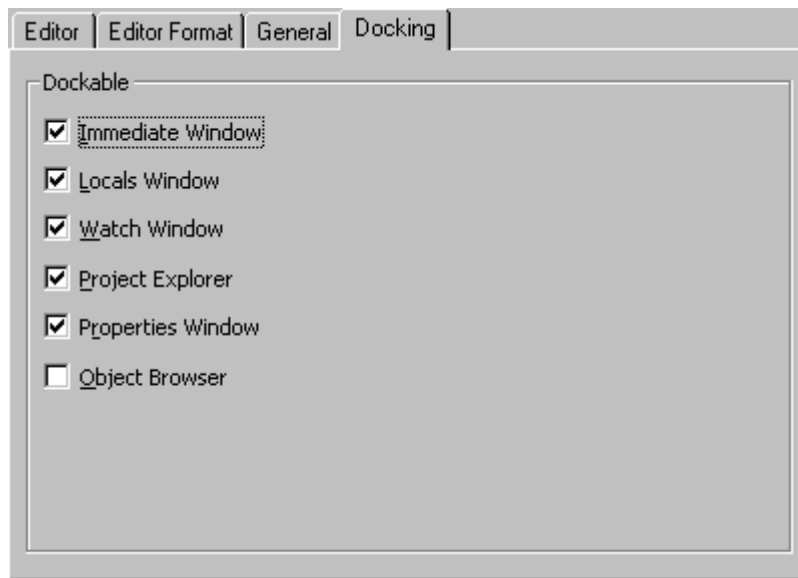 Editor Editor Format General Docking
Dockable
Immediate Window
Locals Window
Watch Window
Project Explorer
Properties Window
Object Browser